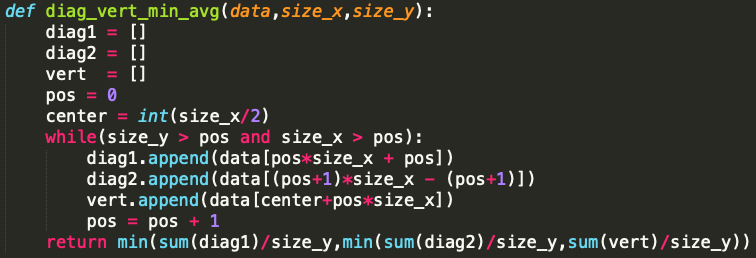 def diag_vert_min_avg(data,size_x,size_y):
    diag1 = []
    diag2 = []
    vert  = []
    pos = 0
    center = int(size_x/2)
    while(size_y > pos and size_x > pos):
        diag1.append(data[pos*size_x + pos])
        diag2.append(data[(pos+1)*size_x - (pos+1)])
        vert.append(data[center+pos*size_x])
        pos = pos + 1
    return min(sum(diag1)/size_y,min(sum(diag2)/size_y,sum(vert)/size_y))